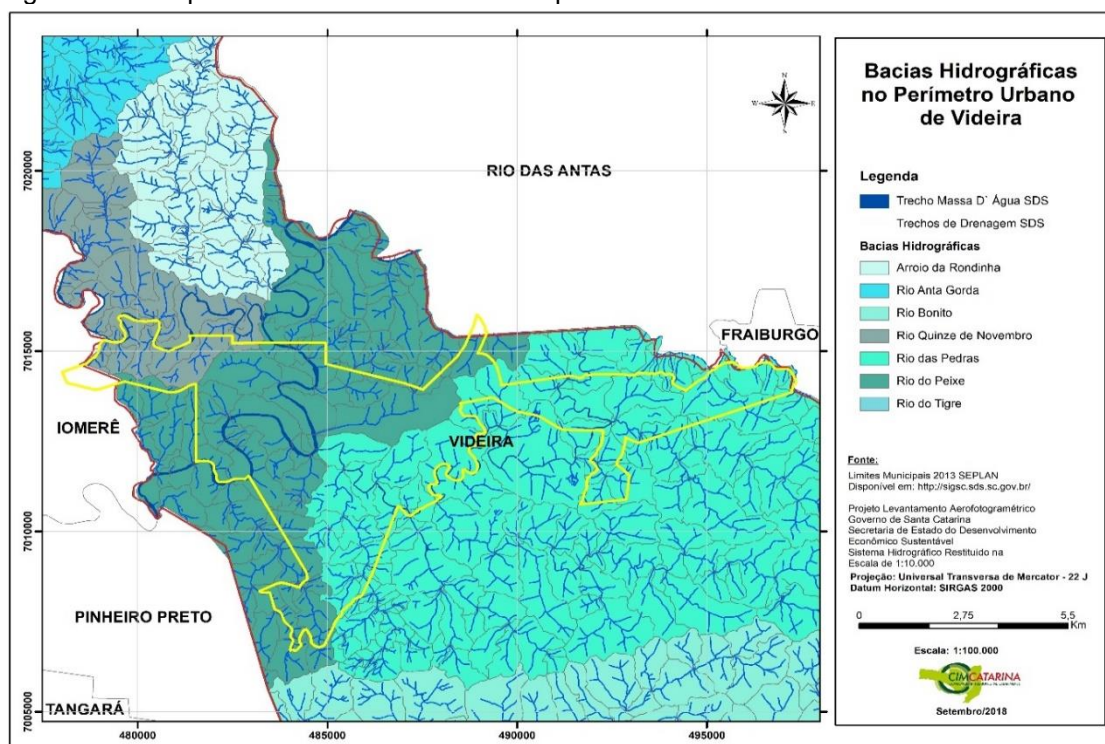 Bacias Hidrográficas
no Perímetro Urbano
de Videira
Legenda
Trecho Massa D` Água SDS
Trechos de Drenagem SDS
Bacias Hidrográficas
Arroio da Rondinha
Rio Anta Gorda
Rio Bonito
Rio Quinze de Novembro
Rio das Pedras
Rio do Peixe
Rio do Tigre
Fonte:
Limites Municipais 2013 SEPLAN
Disponível em: http://sigsc.sds.sc.gov.br/
Projeto Levantamento Aerofotogramétrico
Governo de Santa Catarina
Secretaria de Estado do Desenvolvimento
Econômico Sustentável
Sistema Hidrográfico Restituido na
Escala de 1:10.000
Projeção: Universal Transversa de Mercator - 22 J
Datum Horizontal: SIRGAS 2000
0 2,75 5,5
Km
Escala: 1:100.000
CIMCATARINA
Setembro/2018
N
W E
S
RIO DAS ANTAS
FRAIBURGO
IOMERÊ
VIDEIRA
PINHEIRO PRETO
TANGARÁ
7020000
7015000
7010000
7005000
480000 485000 490000 495000